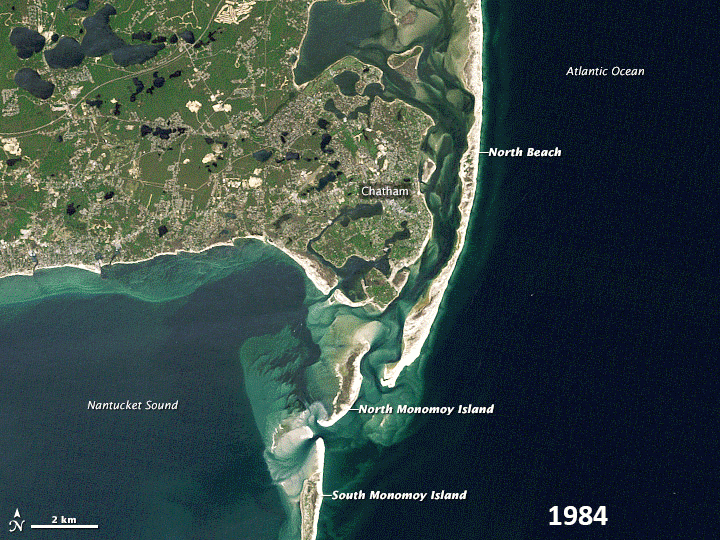 Atlantic Ocean
North Beach
Chatham
Nantucket Sound
North Monomoy Island
South Monomoy Island
N
2 km
1984